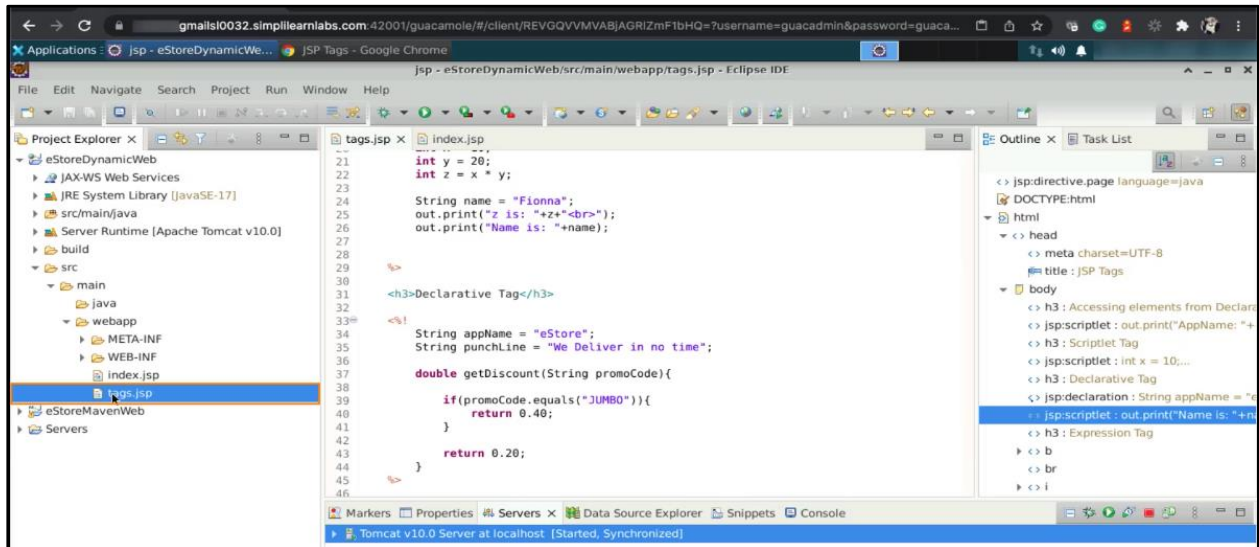 gmailsl0032.simplilearnlabs.com:42001/guacamole/#/client/REVGQVVMVABjAGRlZmF1bHQ=?username=guacadmin&password=guaca...
Applications : jsp - eStoreDynamicWe... JSP Tags - Google Chrome
jsp - eStoreDynamicWeb/src/main/webapp/tags.jsp - Eclipse IDE
File Edit Navigate Search Project Run Window Help
Project Explorer
eStoreDynamicWeb
JAX-WS Web Services
JRE System Library [JavaSE-17]
src/main/java
Server Runtime [Apache Tomcat v10.0]
build
src
main
java
webapp
META-INF
WEB-INF
index.jsp
tags.jsp
eStoreMavenWeb
Servers
tags.jsp index.jsp
21 int y = 20;
22 int z = x * y;
23
24 String name = "Fionna";
25 out.print("z is: "+z+"<br>");
26 out.print("Name is: "+name);
27
28
29 %>
30
31 <h3>Declarative Tag</h3>
32
33 <%!
34 String appName = "eStore";
35 String punchLine = "We Deliver in no time";
36
37 double getDiscount(String promoCode){
38
39 if(promoCode.equals("JUMBO")){
40 return 0.40;
41 }
42
43 return 0.20;
44 }
45 %>
46
Outline Task List
jsp:directive.page language=java
DOCTYPE:html
html
head
meta charset=UTF-8
title : JSP Tags
body
h3 : Accessing elements from Declara
jsp:scriptlet : out.print("AppName: "+
h3 : Scriptlet Tag
jsp:scriptlet : int x = 10;...
h3 : Declarative Tag
jsp:declaration : String appName = "e
jsp:scriptlet : out.print("Name is: "+na
h3 : Expression Tag
b
br
i
Markers Properties Servers Data Source Explorer Snippets Console
Tomcat v10.0 Server at localhost [Started, Synchronized]